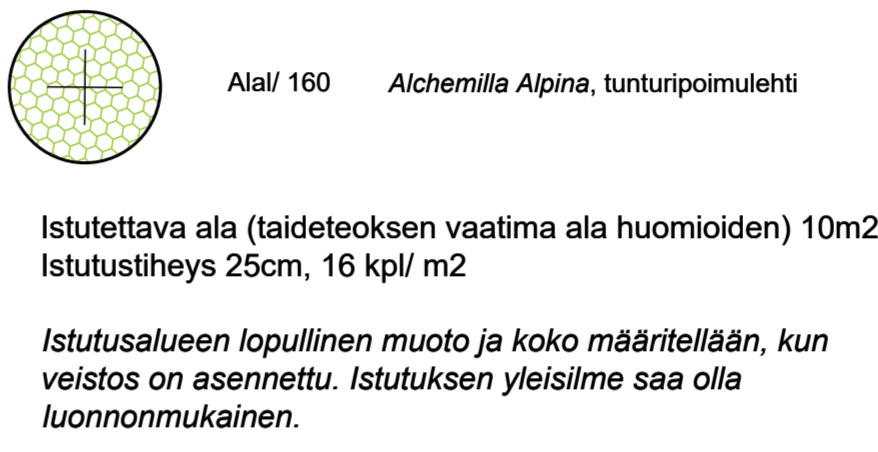 Alal/ 160 Alchemilla Alpina, tunturipoimulehti
Istutettava ala (taideteoksen vaatima ala huomioiden) 10m2
Istutustiheys 25cm, 16 kpl/ m2
Istutusalueen lopullinen muoto ja koko määritellään, kun
veistos on asennettu. Istutuksen yleisilme saa olla
luonnonmukainen.